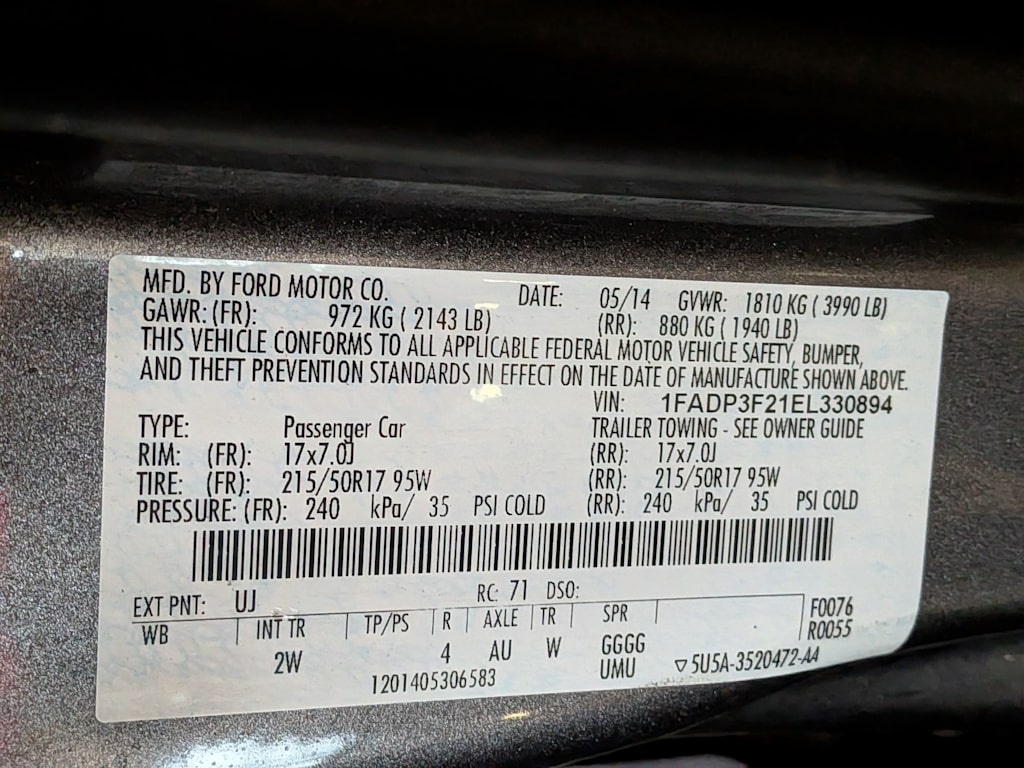 MFD. BY FORD MOTOR CO. DATE: 05/14 GVWR: 1810 KG ( 3990 LB)
GAWR: (FR): 972 KG ( 2143 LB) (RR): 880 KG ( 1940 LB)
THIS VEHICLE CONFORMS TO ALL APPLICABLE FEDERAL MOTOR VEHICLE SAFETY, BUMPER,
AND THEFT PREVENTION STANDARDS IN EFFECT ON THE DATE OF MANUFACTURE SHOWN ABOVE.
VIN: 1FADP3F21EL330894
TYPE: Passenger Car TRAILER TOWING - SEE OWNER GUIDE
RIM: (FR): 17x7.0J (RR): 17x7.0J
TIRE: (FR): 215/50R17 95W (RR): 215/50R17 95W
PRESSURE: (FR): 240 kPa/ 35 PSI COLD (RR): 240 kPa/ 35 PSI COLD
EXT PNT: UJ RC: 71 DSO:
WB INT TR TP/PS R AXLE TR SPR F0076
R0055
2W 4 AU W GGGG
1201405306583 UMU ▽5U5A-3520472-AA